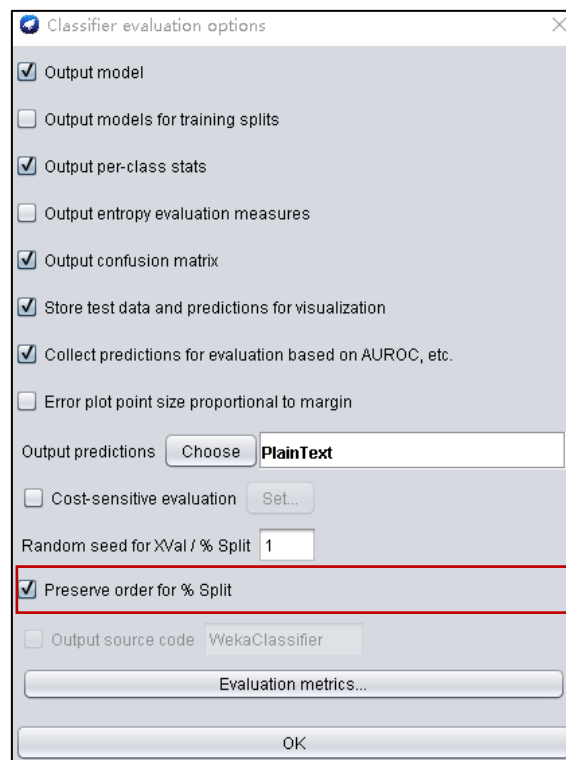 Classifier evaluation options
Output model
Output models for training splits
Output per-class stats
Output entropy evaluation measures
Output confusion matrix
Store test data and predictions for visualization
Collect predictions for evaluation based on AUROC, etc.
Error plot point size proportional to margin
Output predictions Choose PlainText
Cost-sensitive evaluation Set...
Random seed for XVal / % Split 1
Preserve order for % Split
Output source code WekaClassifier
Evaluation metrics...
OK